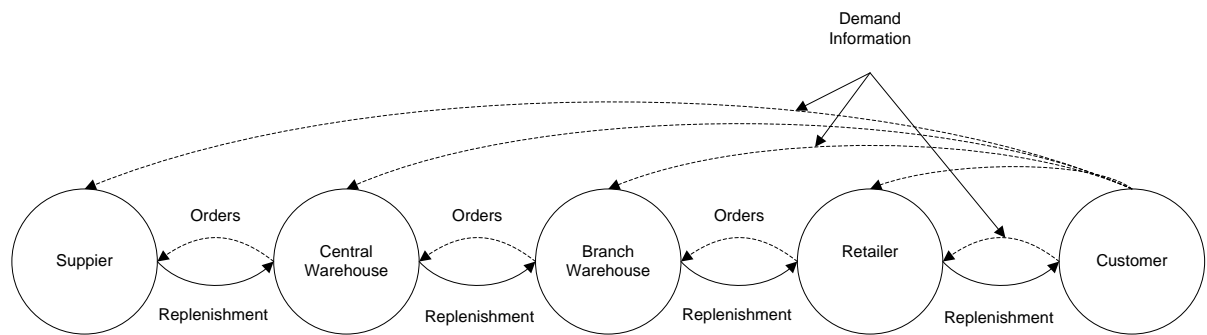 Demand
Information
Orders
Orders
Orders
Suppier
Central
Warehouse
Branch
Warehouse
Retailer
Customer
Replenishment
Replenishment
Replenishment
Replenishment